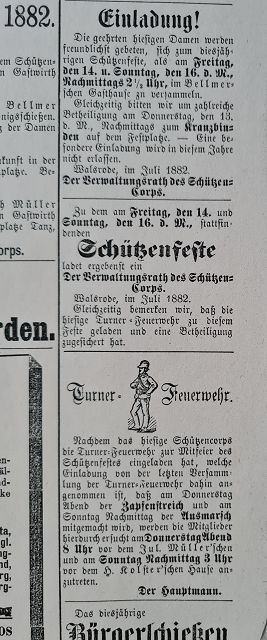 1882.
m Schützen-
Gastwirth
Bellmer
nigsschießen.
g der Damen
kunft in der
platze. Be-
th Müller
n Gastwirth
platze Tanz,
orps.
rden.
08
Einladung!
Die geehrten hiesigen Damen werden
freundlichst gebeten, sich zum diesjäh-
rigen Schützenfeste, als am Freitag,
den 14. u. Sonntag, den 16. d. M.,
Nachmittags 2½ Uhr, im Bellmer-
schen Gasthause zu versammeln.
Gleichzeitig bitten wir um zahlreiche
Betheiligung am Donnerstag, den 13.
d. M., Nachmittags zum Kranzbin-
den auf dem Festplatze. — Eine be-
sondere Einladung wird in diesem Jahre
nicht erlassen.
Walsrode, im Juli 1882.
Der Verwaltungsrath des Schützen-
Corps.
Zu dem am Freitag, den 14. und
Sonntag, den 16. d. M., stattfin-
denden
Schützenfeste
ladet ergebenst ein
Der Verwaltungsrath des Schützen-
Corps.
Walsrode, im Juli 1882.
Gleichzeitig bemerken wir, daß die
hiesige Turner-Feuerwehr zu diesem
Feste geladen und eine Betheiligung
zugesichert hat.
Turner- Feuerwehr.
Nachdem das hiesige Schützencorps
die Turner-Feuerwehr zur Mitfeier des
Schützenfestes eingeladen hat, welche
Einladung von der letzten Versamm-
lung der Turner-Feuerwehr dahin an-
genommen ist, daß am Donnerstag
Abend der Zapfenstreich und am
Sonntag Nachmittag der Ausmarsch
mitgemacht wird, werden die Mitglieder
hierdurch ersucht am Donnerstag Abend
8 Uhr vor dem Jul. Müller'schen
und am Sonntag Nachmittag 3 Uhr
vor dem H. Kolster'schen Hause an-
zutreten.
Der Hauptmann.
Das diesjährige
Bürgerschießen